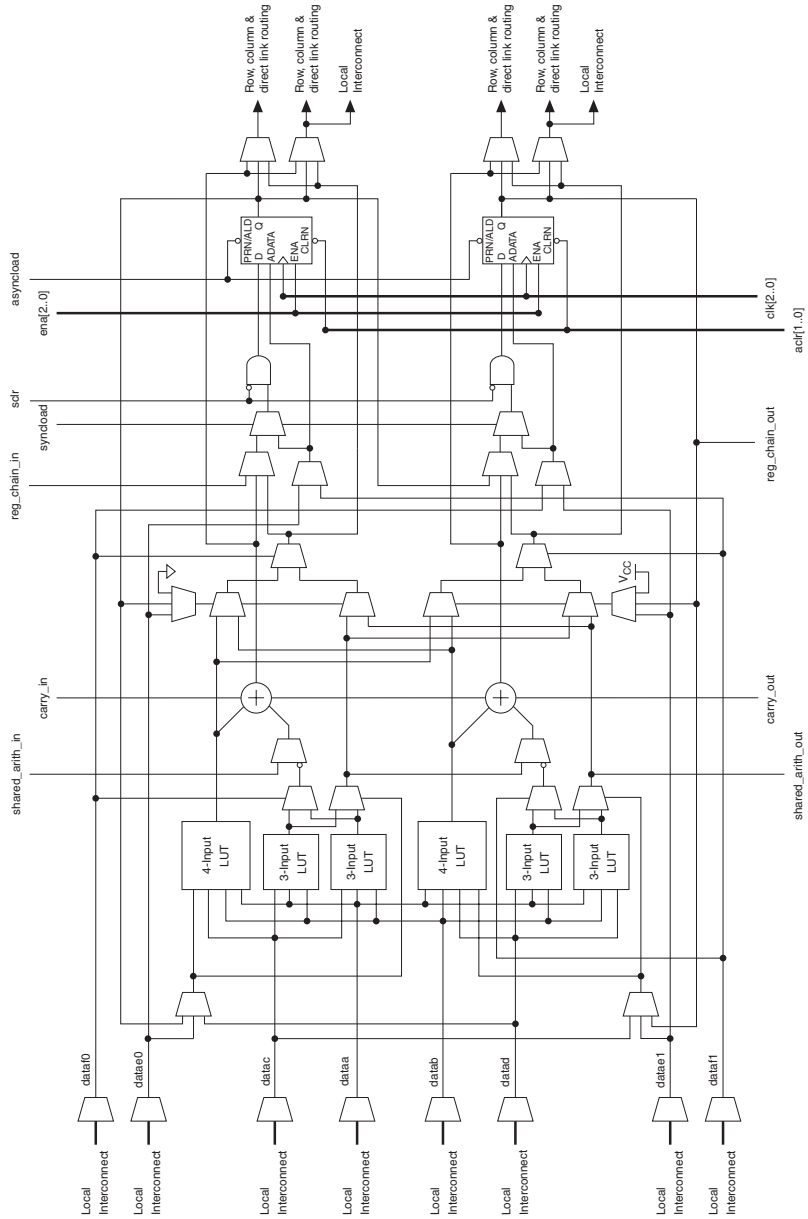 Row, column &
direct link routing
Row, column &
direct link routing
Local
Interconnect
Row, column &
direct link routing
Row, column &
direct link routing
Local
Interconnect
asyncload
ena[2..0]
sclr
syncload
reg_chain_in
carry_in
shared_arith_in
PRN/ALD
D
Q
ADATA
ENA
CLRN
PRN/ALD
D
Q
ADATA
ENA
CLRN
clk[2..0]
aclr[1..0]
reg_chain_out
VCC
carry_out
shared_arith_out
4-Input
LUT
3-Input
LUT
3-Input
LUT
4-Input
LUT
3-Input
LUT
3-Input
LUT
dataf0
datae0
datac
dataa
datab
datad
datae1
dataf1
Local
Interconnect
Local
Interconnect
Local
Interconnect
Local
Interconnect
Local
Interconnect
Local
Interconnect
Local
Interconnect
Local
Interconnect